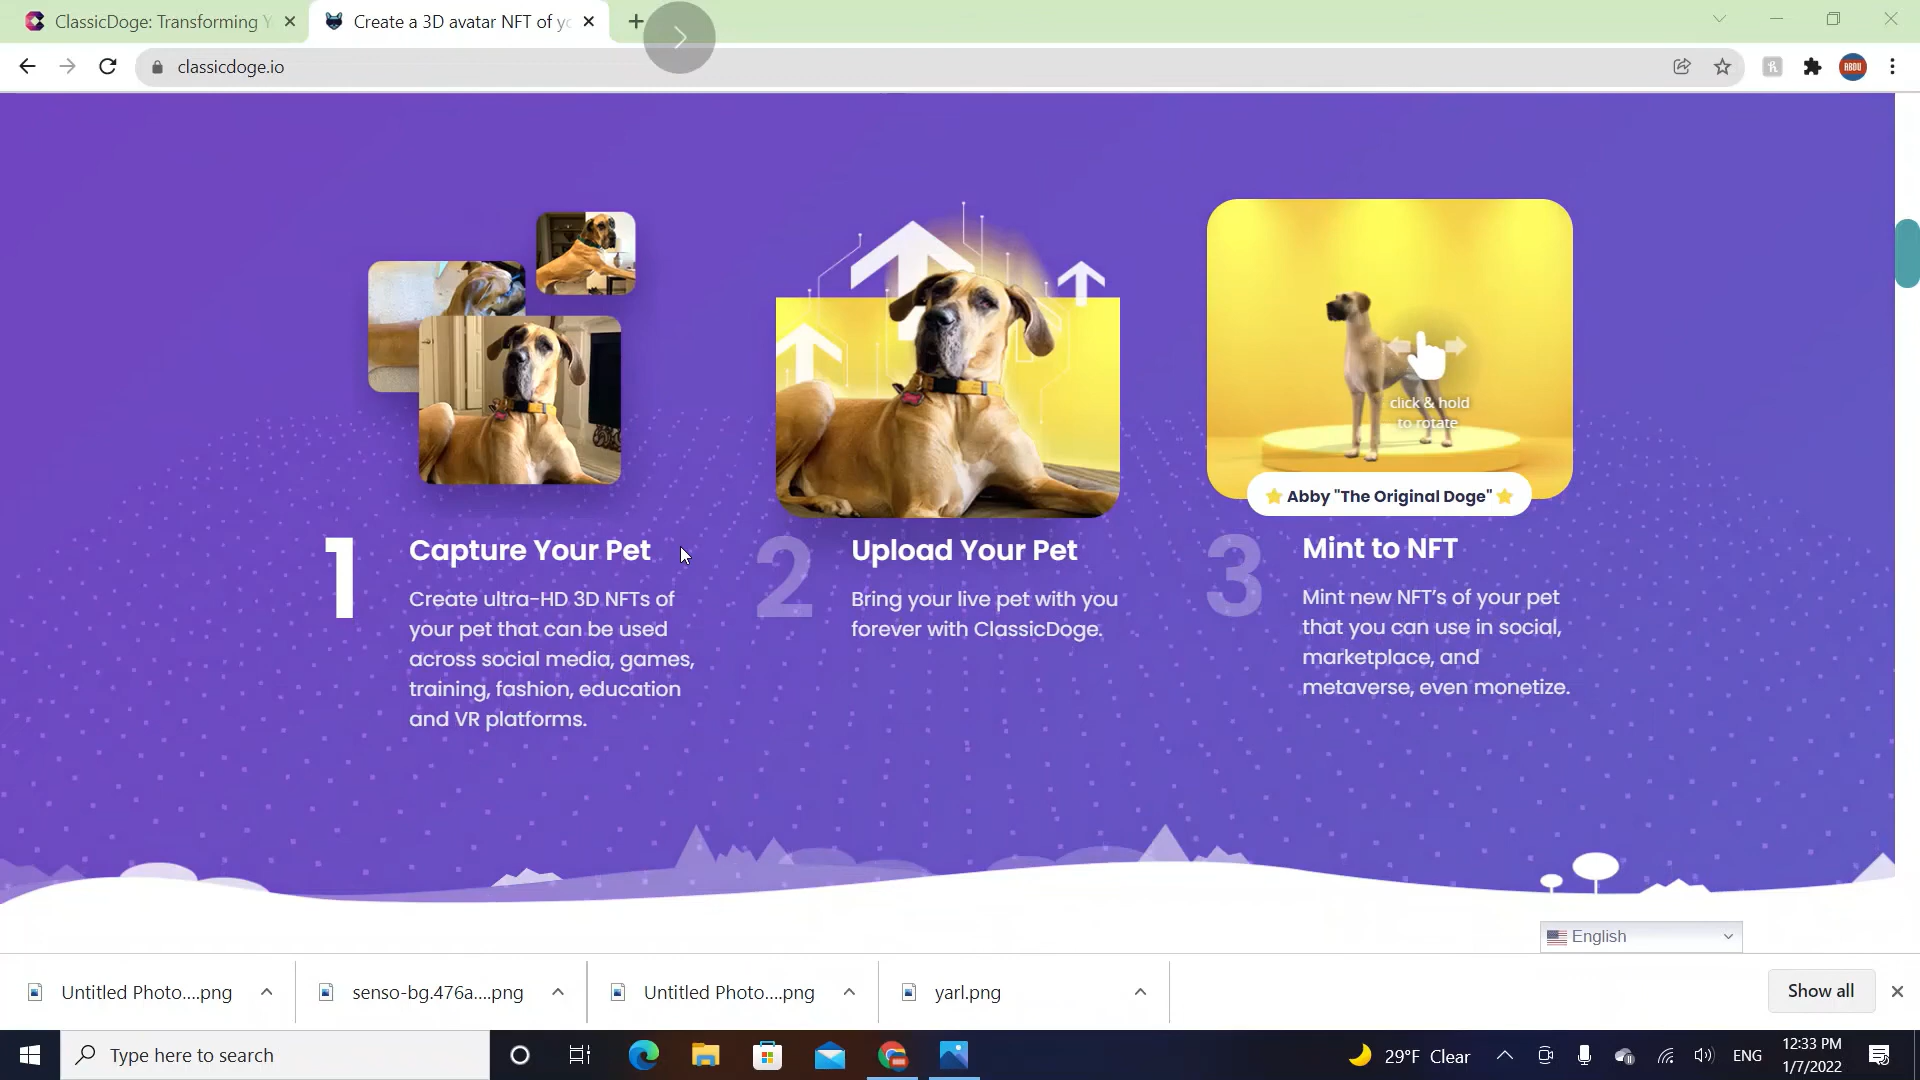 ClassicDoge: Transforming Y
Create a 3D avatar NFT of yo
classicdoge.io
ABOU
click & hold
to rotate
Abby "The Original Doge"
1
Capture Your Pet
Create ultra-HD 3D NFTs of
your pet that can be used
across social media, games,
training, fashion, education
and VR platforms.
2
Upload Your Pet
Bring your live pet with you
forever with ClassicDoge.
3
Mint to NFT
Mint new NFT’s of your pet
that you can use in social,
marketplace, and
metaverse, even monetize.
English
Untitled Photo....png
senso-bg.476a....png
Untitled Photo....png
yarl.png
Show all
Type here to search
29°F Clear
ENG
12:33 PM
1/7/2022